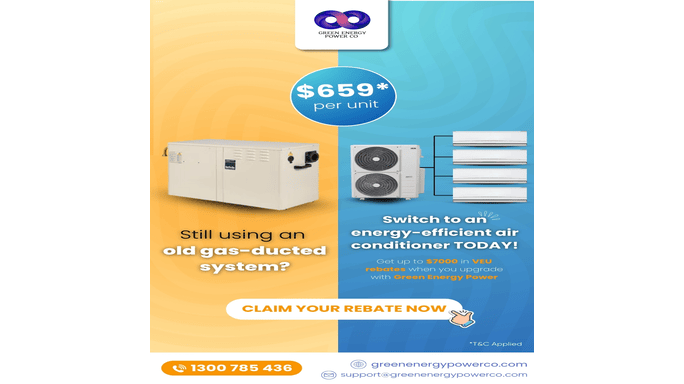 GREEN ENERGY
POWER CO
$659*
per unit
Still using an
old gas-ducted
system?
Switch to an
energy-efficient air
conditioner TODAY!
Get up to $7000 in VEU
rebates when you upgrade
with Green Energy Power
CLAIM YOUR REBATE NOW
*T&C Applied
1300 785 436
greenenergypowerco.com
support@greenenergypowerco.com